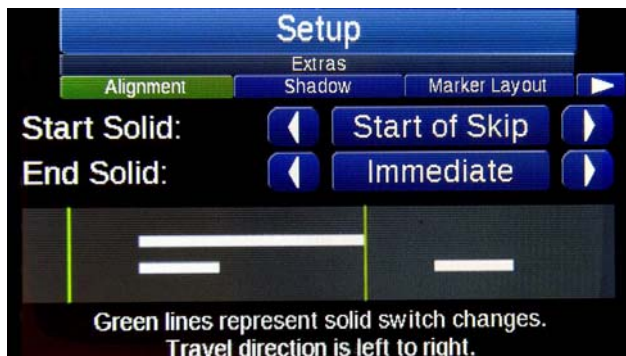 Setup
Extras
Alignment Shadow Marker Layout
Start Solid: Start of Skip
End Solid: Immediate
Green lines represent solid switch changes.
Travel direction is left to right.